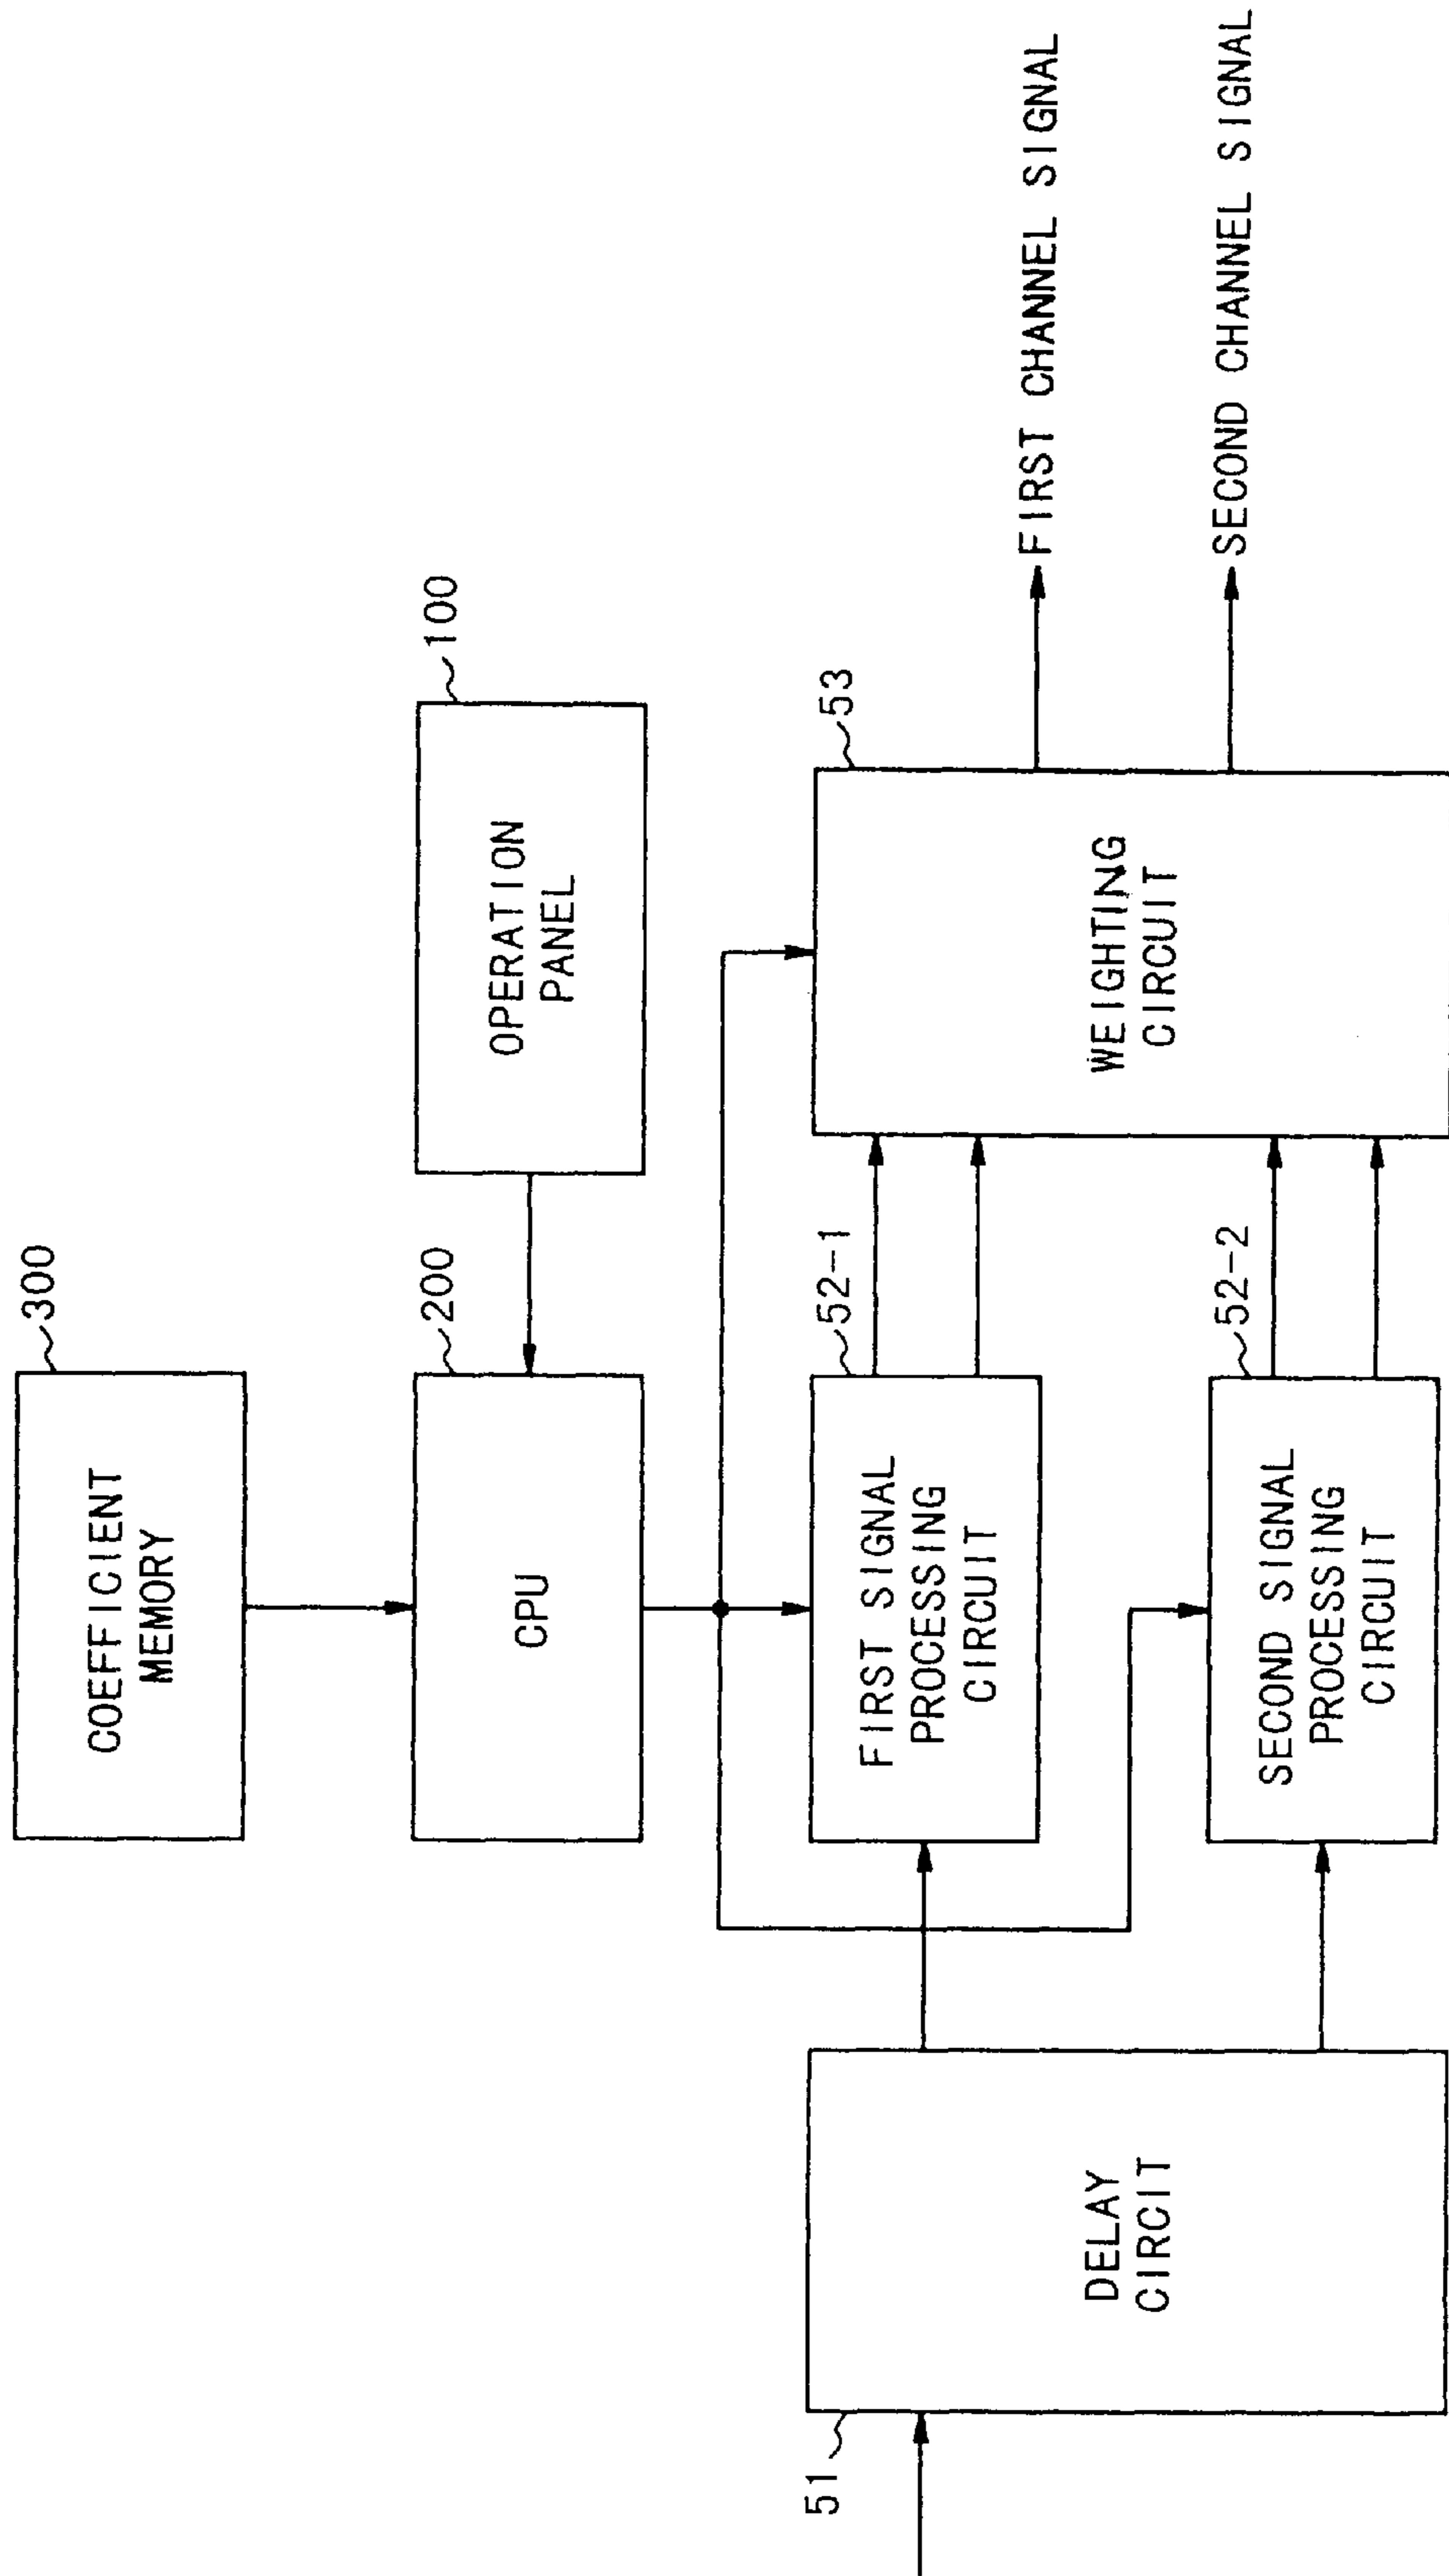 300
COEFFICIENT
MEMORY
200
CPU
100
OPERATION
PANEL
51
DELAY
CIRCIT
52-1
FIRST SIGNAL
PROCESSING
CIRCUIT
52-2
SECOND SIGNAL
PROCESSING
CIRCUIT
53
WEIGHTING
CIRCUIT
FIRST CHANNEL SIGNAL
SECOND CHANNEL SIGNAL